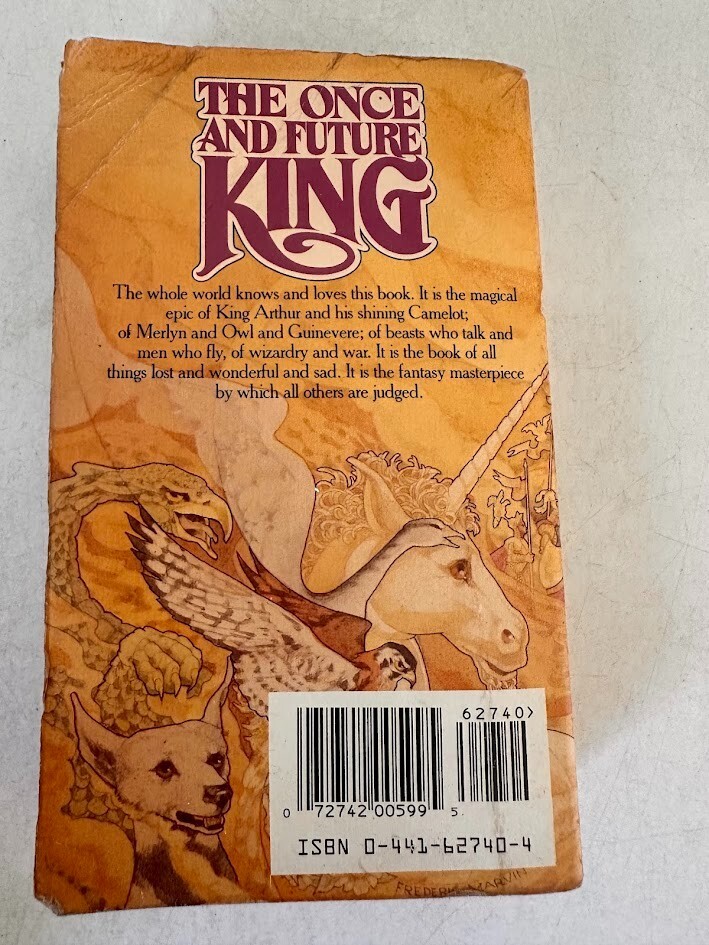 THE ONCE
AND FUTURE
KING
The whole world knows and loves this book. It is the magical
epic of King Arthur and his shining Camelot;
of Merlyn and Owl and Guinevere; of beasts who talk and
men who fly, of wizardry and war. It is the book of all
things lost and wonderful and sad. It is the fantasy masterpiece
by which all others are judged.
62740>
0 72742 00599 5
ISBN 0-441-62740-4
MARVIN